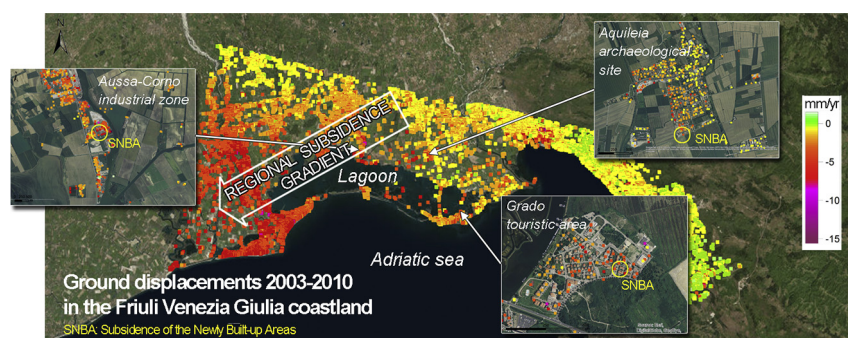 N
Aussa-Corno
industrial zone
SNBA
REGIONAL SUBSIDENCE
GRADIENT
Lagoon
Adriatic sea
Aquileia
archaeological
site
SNBA
Grado
touristic area
SNBA
mm/yr
5
0
-5
-10
-15
Ground displacements 2003-2010
in the Friuli Venezia Giulia coastland
SNBA: Subsidence of the Newly Built-up Areas